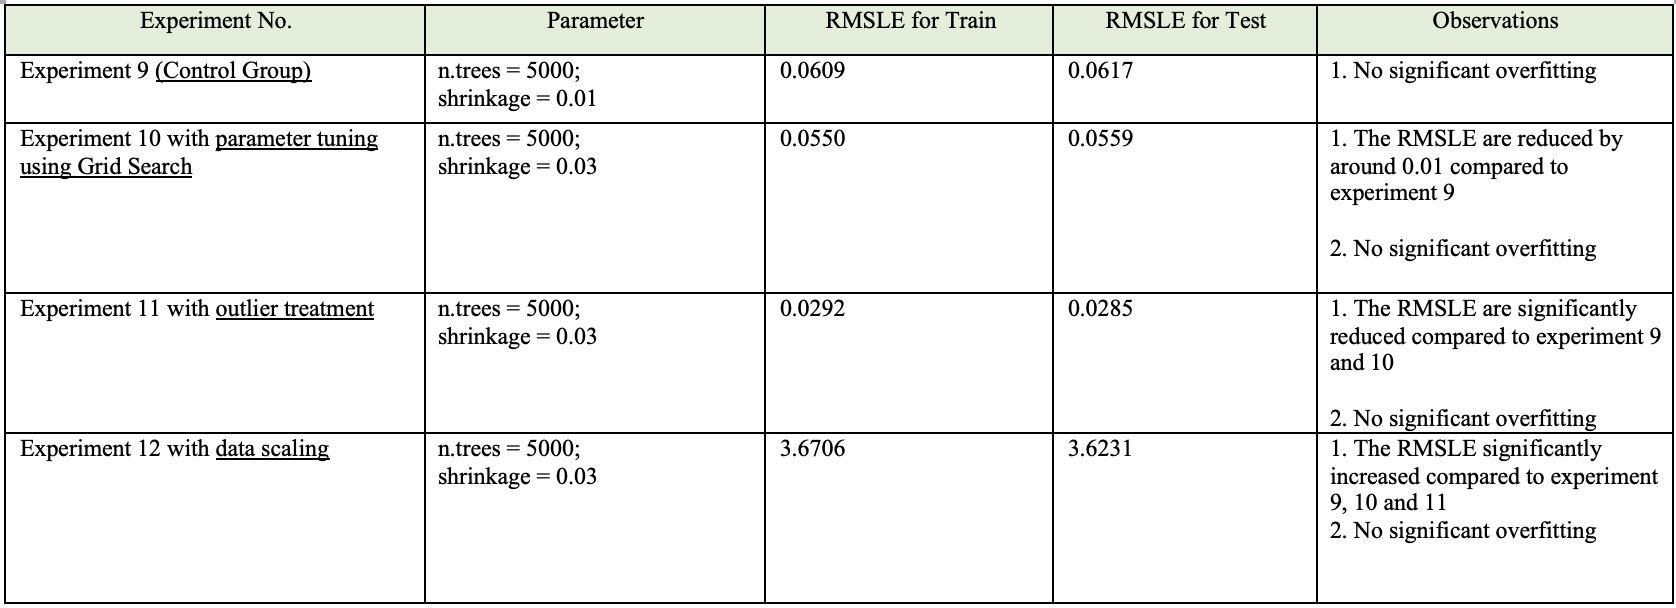 Experiment No. Parameter RMSLE for Train RMSLE for Test Observations
Experiment 9 (Control Group) n.trees = 5000; 0.0609 0.0617 1. No significant overfitting
shrinkage = 0.01
Experiment 10 with parameter tuning n.trees = 5000; 0.0550 0.0559 1. The RMSLE are reduced by
using Grid Search shrinkage = 0.03 around 0.01 compared to
experiment 9
2. No significant overfitting
Experiment 11 with outlier treatment n.trees = 5000; 0.0292 0.0285 1. The RMSLE are significantly
shrinkage = 0.03 reduced compared to experiment 9
and 10
2. No significant overfitting
Experiment 12 with data scaling n.trees = 5000; 3.6706 3.6231 1. The RMSLE significantly
shrinkage = 0.03 increased compared to experiment
9, 10 and 11
2. No significant overfitting